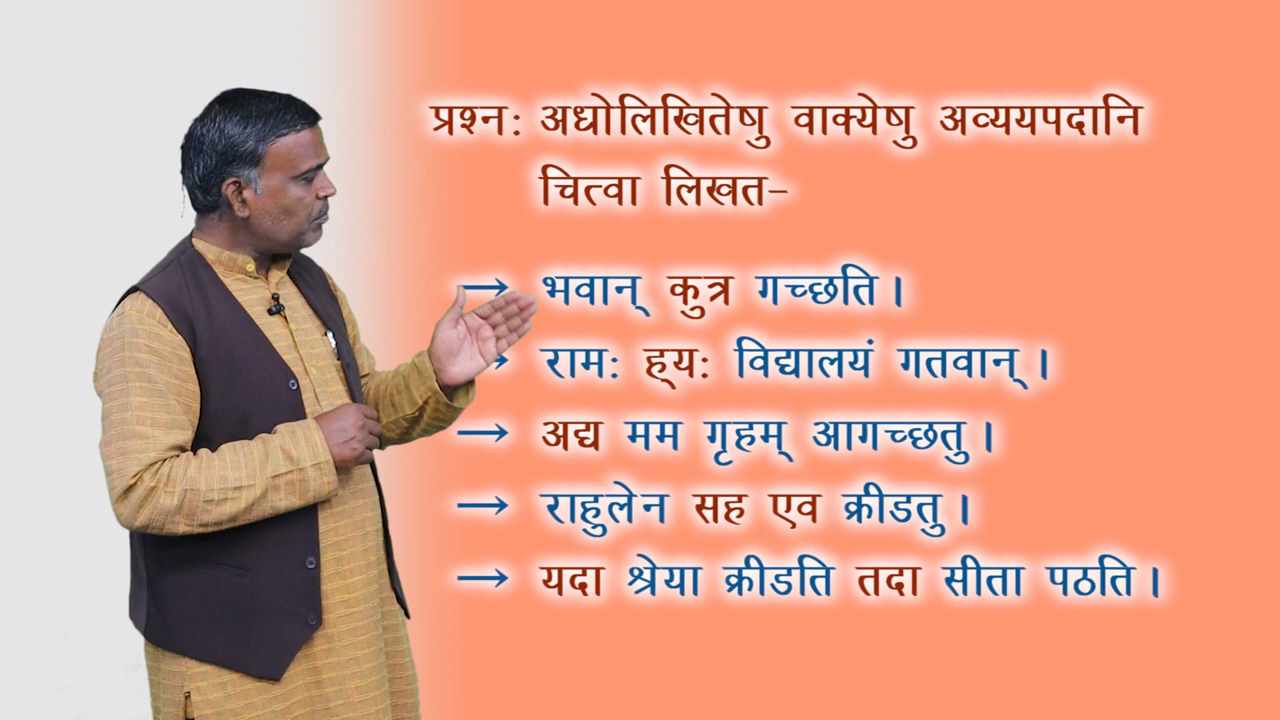 प्रश्न: अधोलिखितेषु वाक्येषु अव्ययपदानि
चित्वा लिखत-
→ भवान् कुत्र गच्छति।
→ राम: ह्य: विद्यालयं गतवान्।
→ अद्य मम गृहम् आगच्छतु।
→ राहुलेन सह एव क्रीडतु।
→ यदा श्रेया क्रीडति तदा सीता पठति।